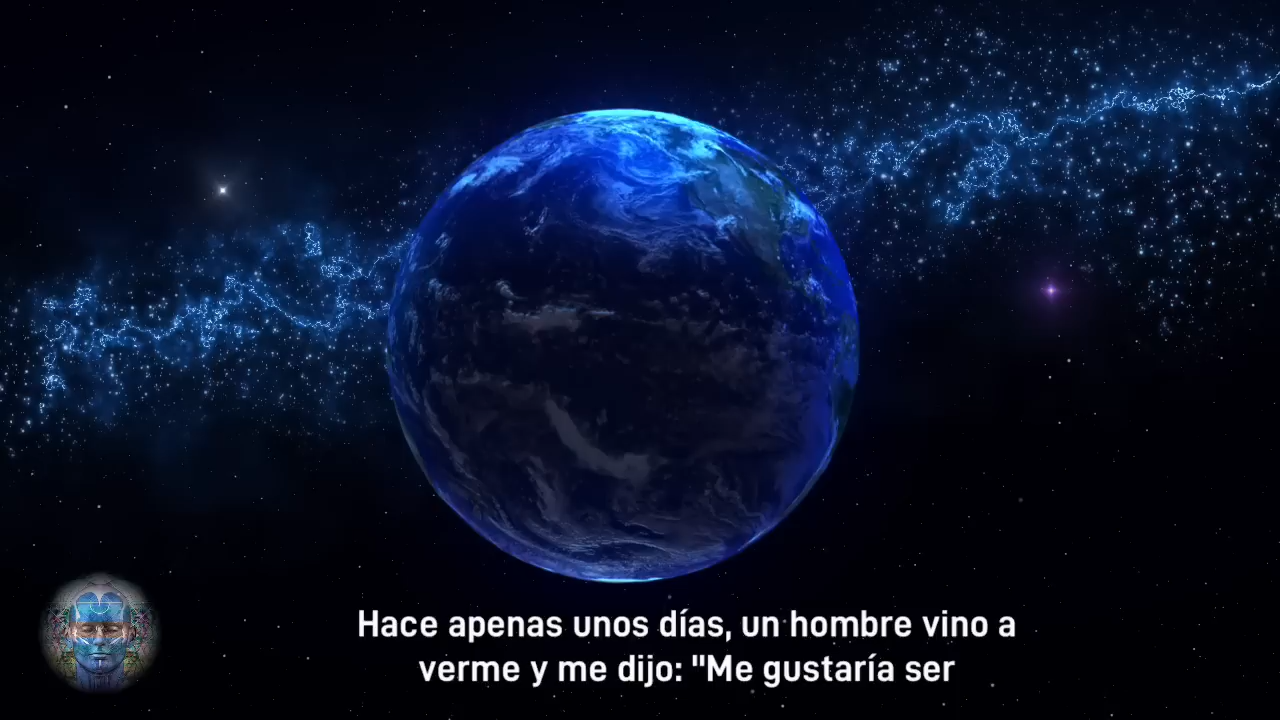 Hace apenas unos días, un hombre vino a
verme y me dijo: "Me gustaría ser